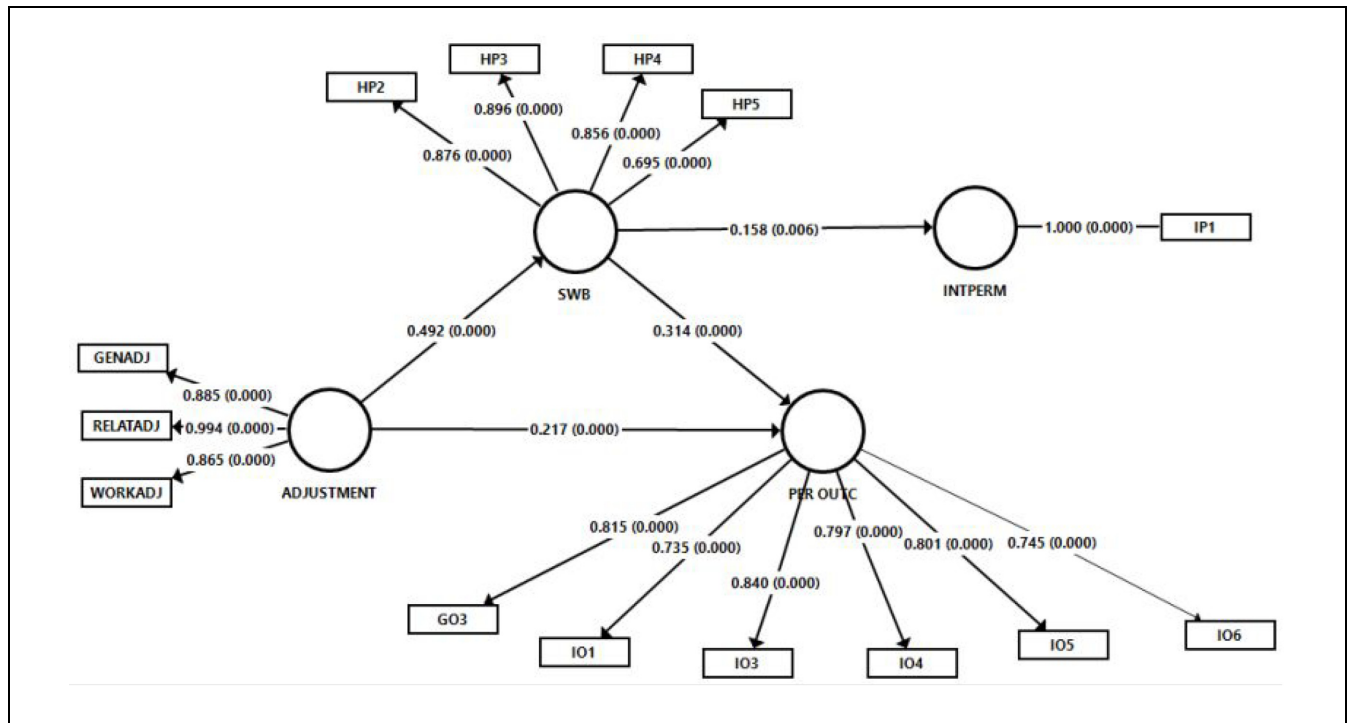 HP3
HP4
HP2
HP5
0.896 (0.000)
0.856 (0.000)
0.876 (0.000)
0.695 (0.000)
0.158 (0.006)
1.000 (0.000)
IP1
SWB
INTPERM
0.492 (0.000)
0.314 (0.000)
GENADJ
0.885 (0.000)
RELATADJ
0.994 (0.000)
0.217 (0.000)
0.865 (0.000)
WORKADJ
ADJUSTMENT
PER OUTC
0.815 (0.000)
0.735 (0.000)
0.797 (0.000)
0.801 (0.000)
0.745 (0.000)
0.840 (0.000)
GO3
IO1
IO3
IO4
IO5
IO6